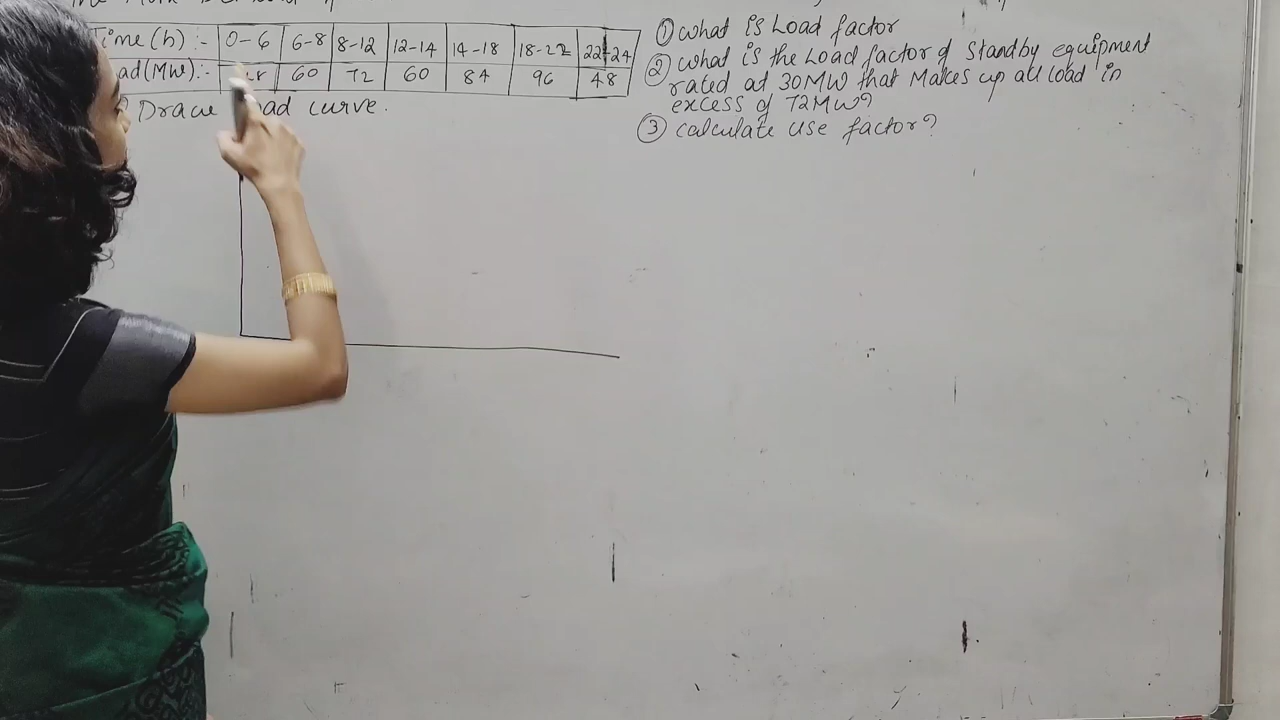 Time (h) :- 0-6 6-8 8-12 12-14 14-18 18-22 22-24
ad(MW):- 60 72 60 84 96 48
Draw ad curve.
① what is Load factor
② what is the Load factor of standby equipment
rated at 30MW that Makes up all load in
excess of 72MW?
③ calculate use factor?